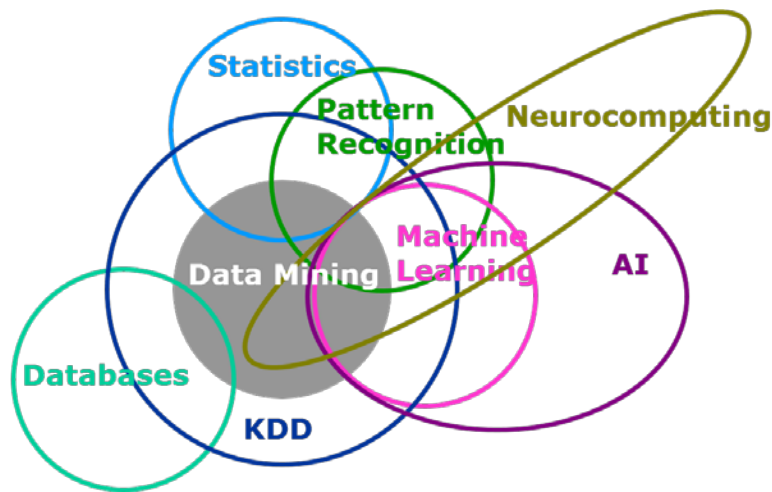 Statistics
Pattern
Recognition
Neurocomputing
Machine
Learning
Data Mining
AI
Databases
KDD